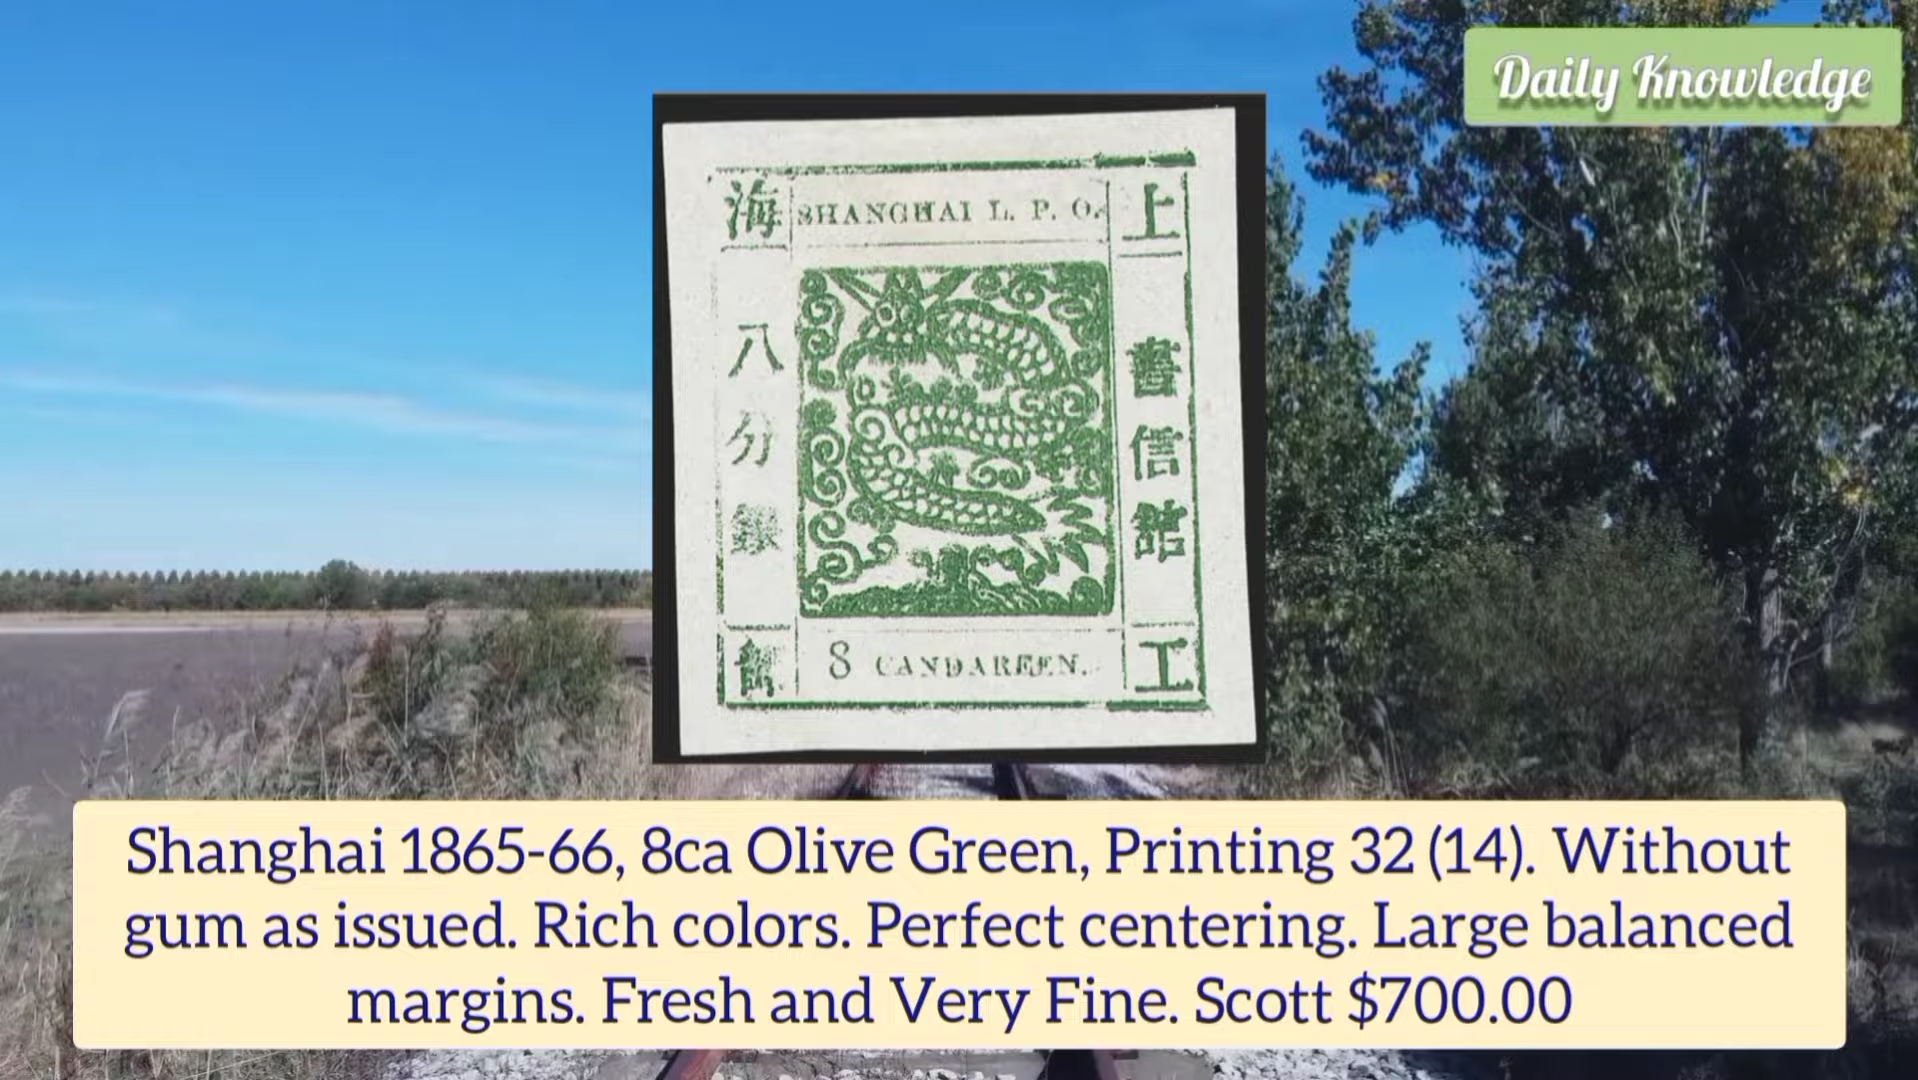 Daily Knowledge
海
SHANGHAI L. P. O.
上
八分銀
書信館
8 CANDAREEN.
工
Shanghai 1865-66, 8ca Olive Green, Printing 32 (14). Without
gum as issued. Rich colors. Perfect centering. Large balanced
margins. Fresh and Very Fine. Scott $700.00